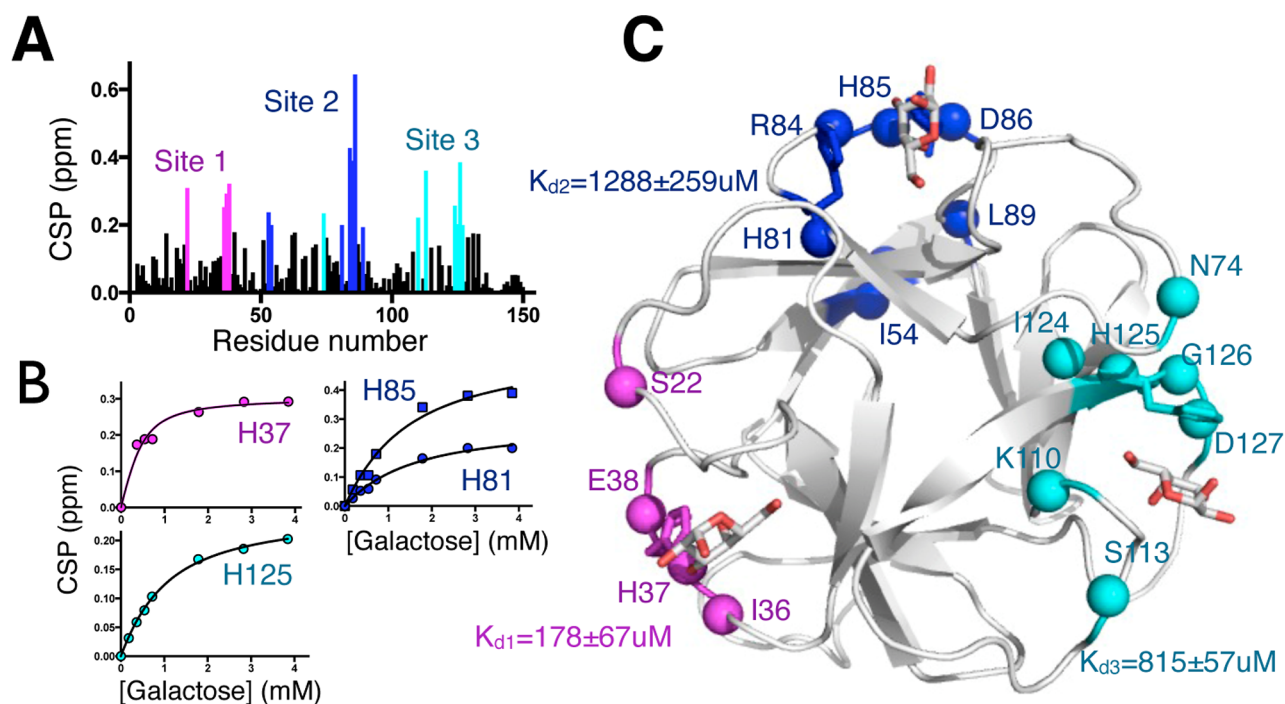 A
CSP (ppm)
0.6
0.4
0.2
0.0
Site 1
Site 2
Site 3
0
50
100
150
Residue number
B
CSP (ppm)
0.3
0.2
0.1
0.0
H37
0
1
2
3
4
0.4
0.3
0.2
0.1
0.0
H85
H81
0
1
2
3
4
[Galactose] (mM)
0.20
0.15
0.10
0.05
0.00
H125
0
1
2
3
4
[Galactose] (mM)
C
H85
R84
D86
Kd2=1288±259uM
L89
H81
N74
I54
I124
H125
G126
S22
D127
K110
E38
S113
H37
I36
Kd1=178±67uM
Kd3=815±57uM